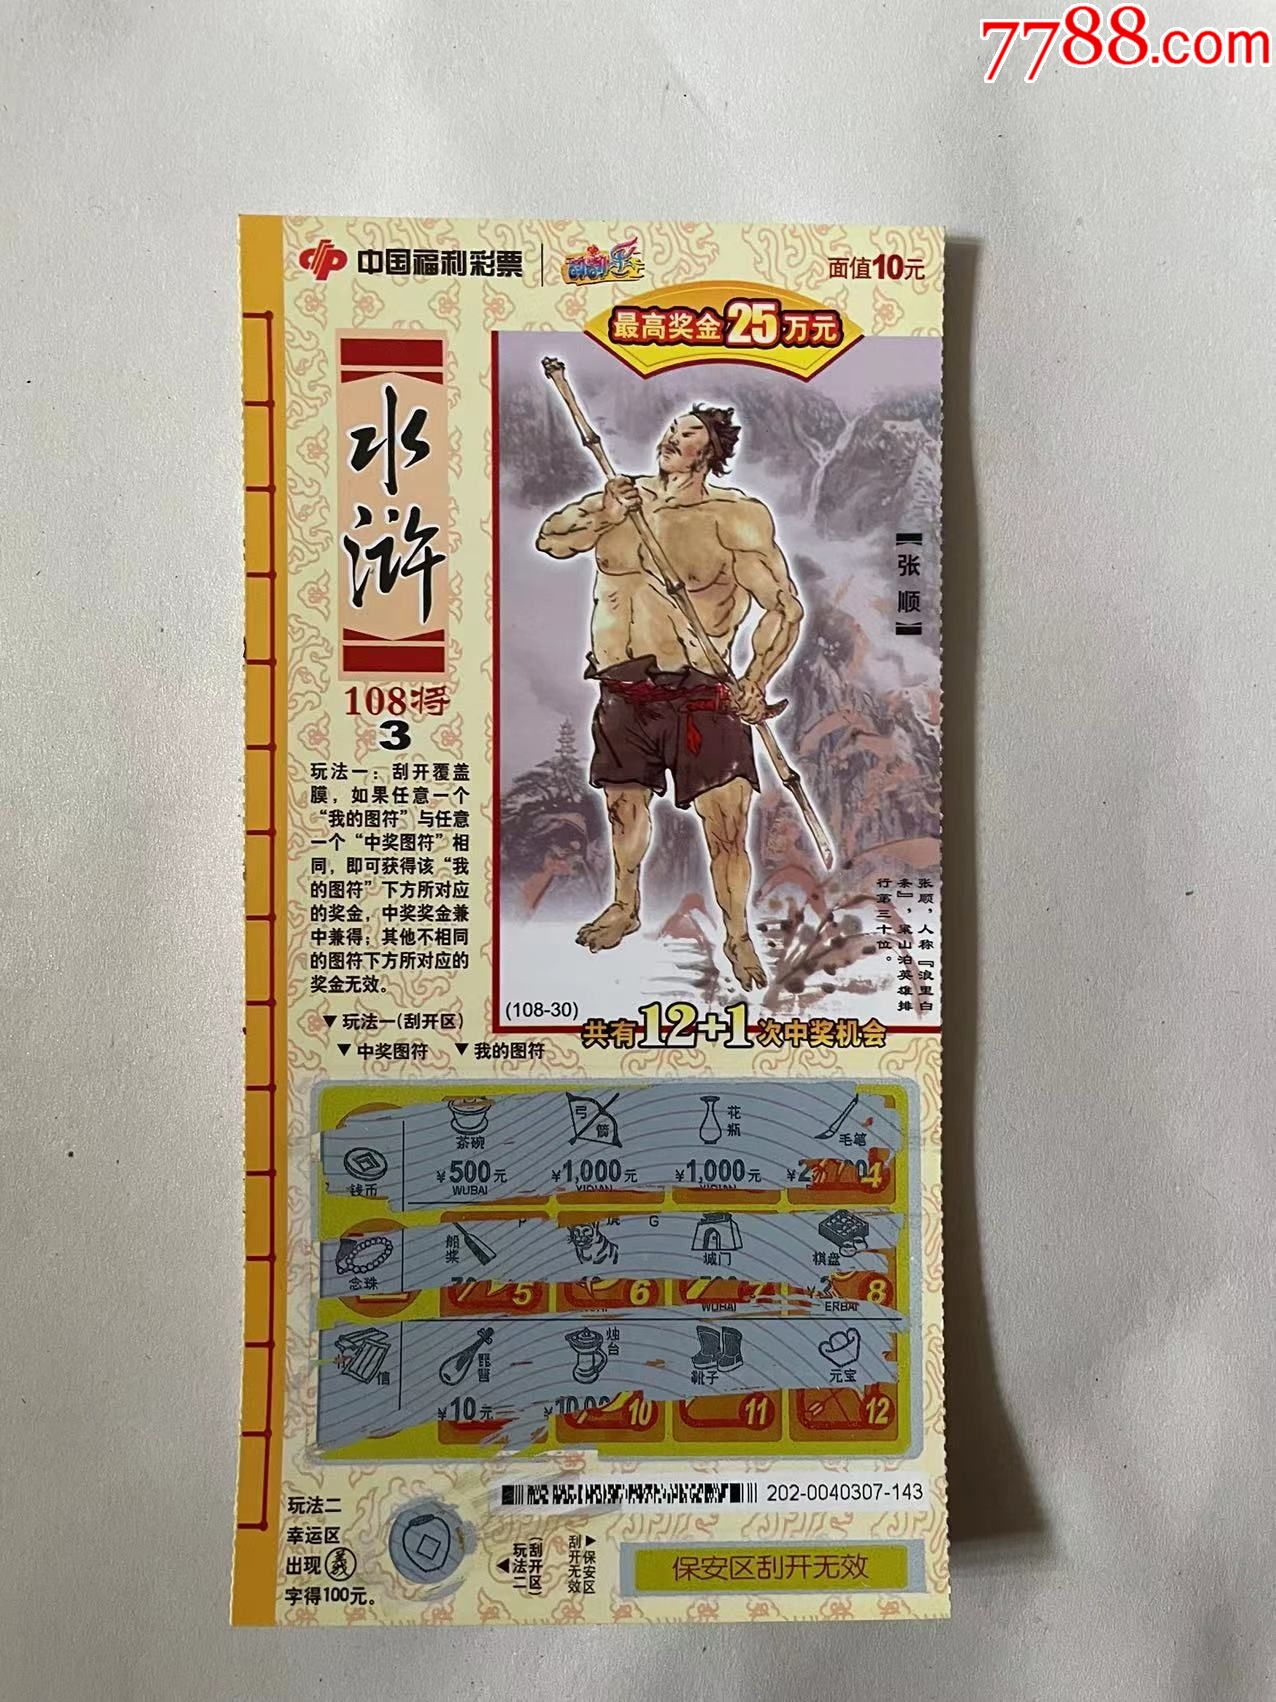 7788.com
中国福利彩票
刮刮乐
面值10元
最高奖金25万元
水浒
108将
3
【张顺】
玩法一：刮开覆盖
膜，如果任意一个
“我的图符”与任意
一个“中奖图符”相
同，即可获得该“我
的图符”下方所对应
的奖金，中奖奖金兼
中兼得；其他不相同
的图符下方所对应的
奖金无效。
张顺，人称『浪里白
条』，梁山泊英雄排
行第三十位。
(108-30)
共有12+1次中奖机会
▼玩法一(刮开区)
▼中奖图符 ▼我的图符
茶碗
弓箭
花瓶
毛笔
钱币
¥500元
¥1,000元
¥1,000元
4
WUBAI
船桨
虎
G
城门
棋盘
念珠
5
6
7
8
WUBAI
ERBAI
信
琵琶
烛台
靴子
元宝
¥10元
10
11
12
202-0040307-143
玩法二
幸运区
出现義
字得100元。
◀玩法二
(刮开区)
▶保安区
刮开无效
保安区刮开无效